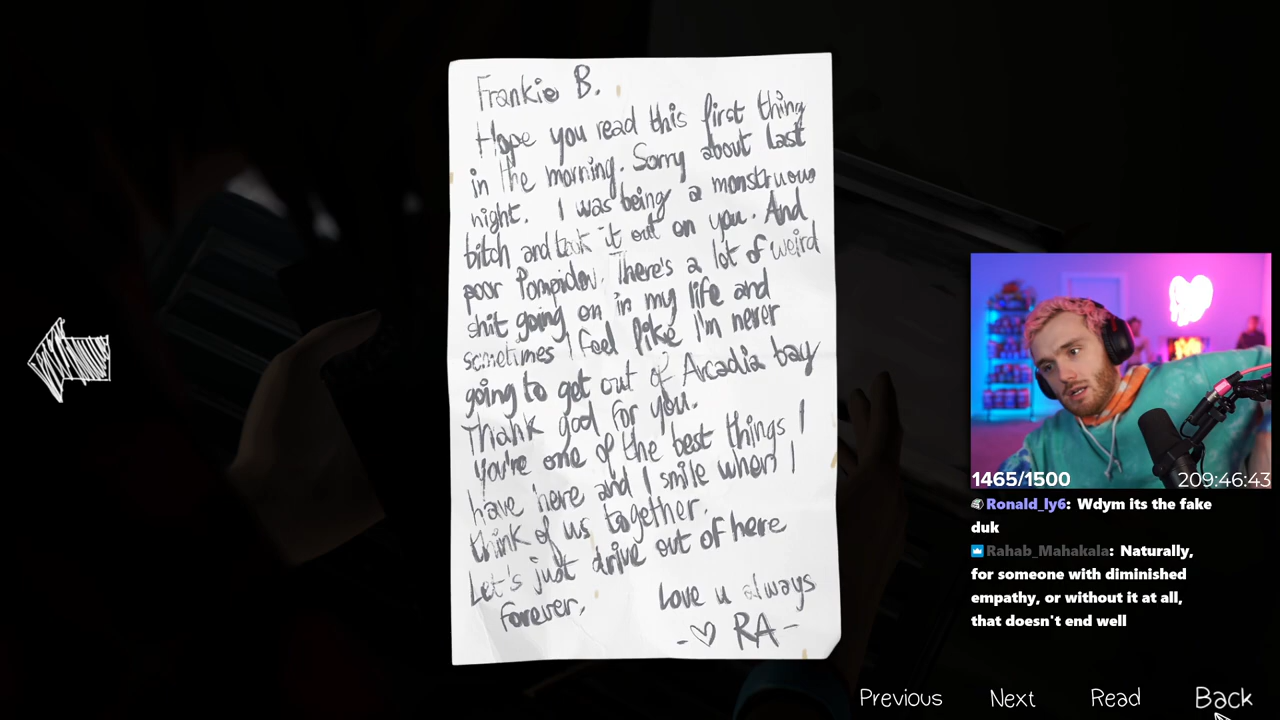 Frankie B.
Hope you read this first thing
in the morning. Sorry about last
night. I was being a monstruous
bitch and took it out on you. And
poor Pompidou. There's a lot of weird
shit going on in my life and
sometimes I feel like I'm never
going to get out of Arcadia bay
Thank god for you.
You're one of the best things I
have here and I smile when I
think of us together.
Let's just drive out of here
forever.
Love u always
- ♡ RA -
1465/1500
209:46:43
Ronald_ly6: Wdym its the fake
duk
Rahab_Mahakala: Naturally,
for someone with diminished
empathy, or without it at all,
that doesn't end well
Previous Next Read Back